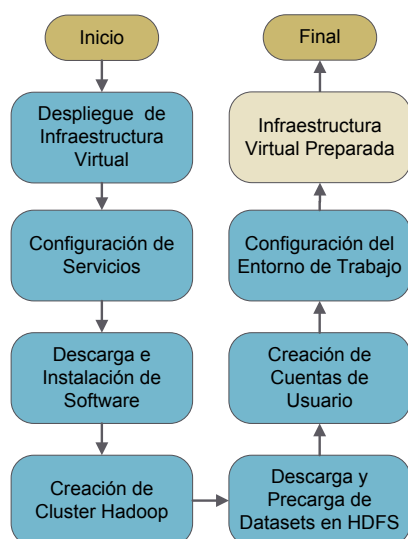 Inicio
Despliegue de
Infraestructura
Virtual
Configuración de
Servicios
Descarga e
Instalación de
Software
Creación de
Cluster Hadoop
Descarga y
Precarga de
Datasets en HDFS
Creación de
Cuentas de
Usuario
Configuración del
Entorno de Trabajo
Infraestructura
Virtual Preparada
Final